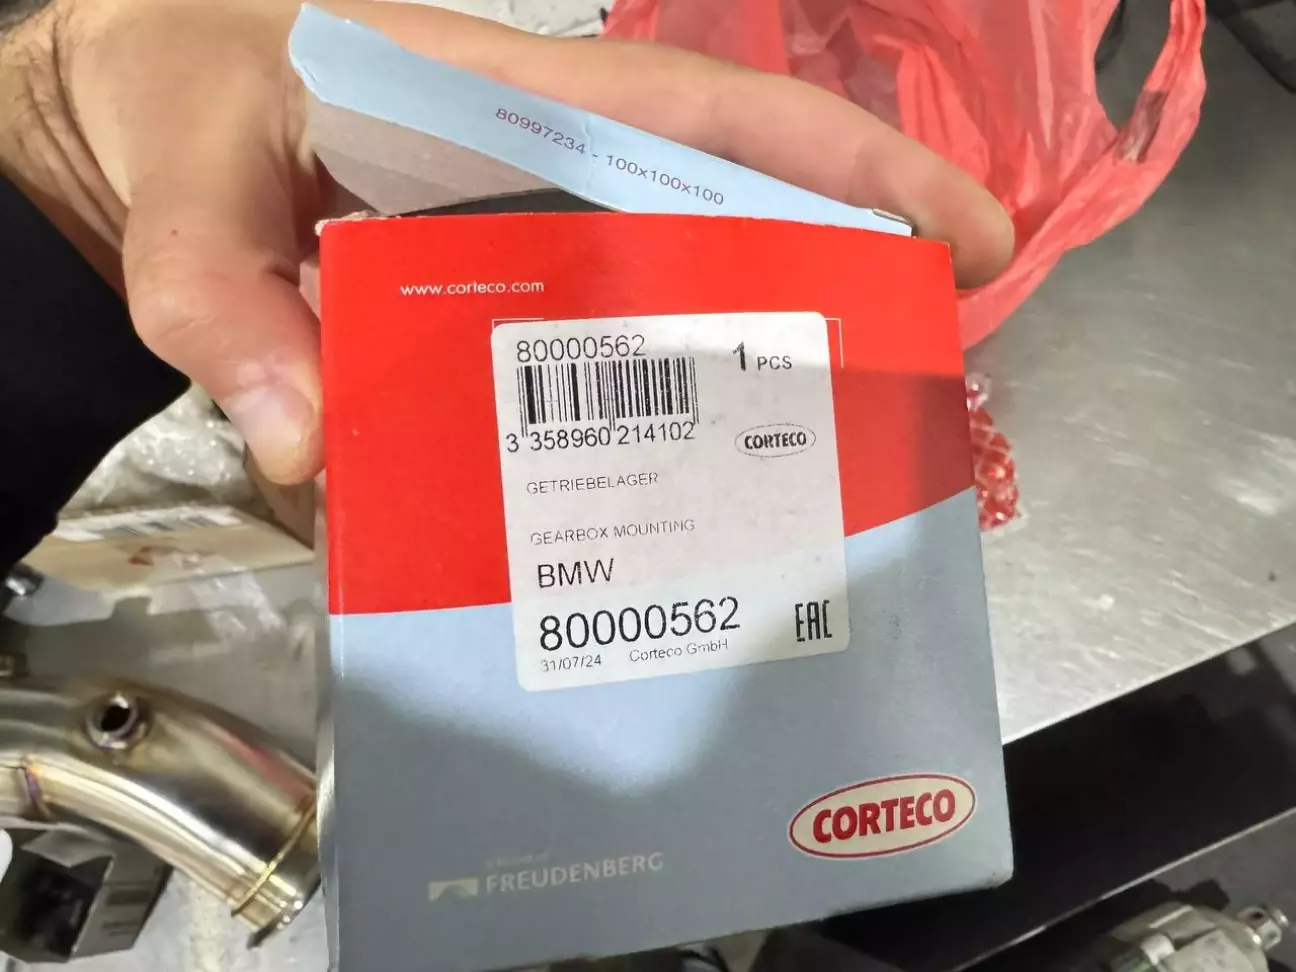 80997234 - 100x100x100
www.corteco.com
80000562
1 PCS
3 358960 214102
CORTECO
GETRIEBELAGER
GEARBOX MOUNTING
BMW
80000562
EAC
31/07/24 Corteco GmbH
CORTECO
FREUDENBERG